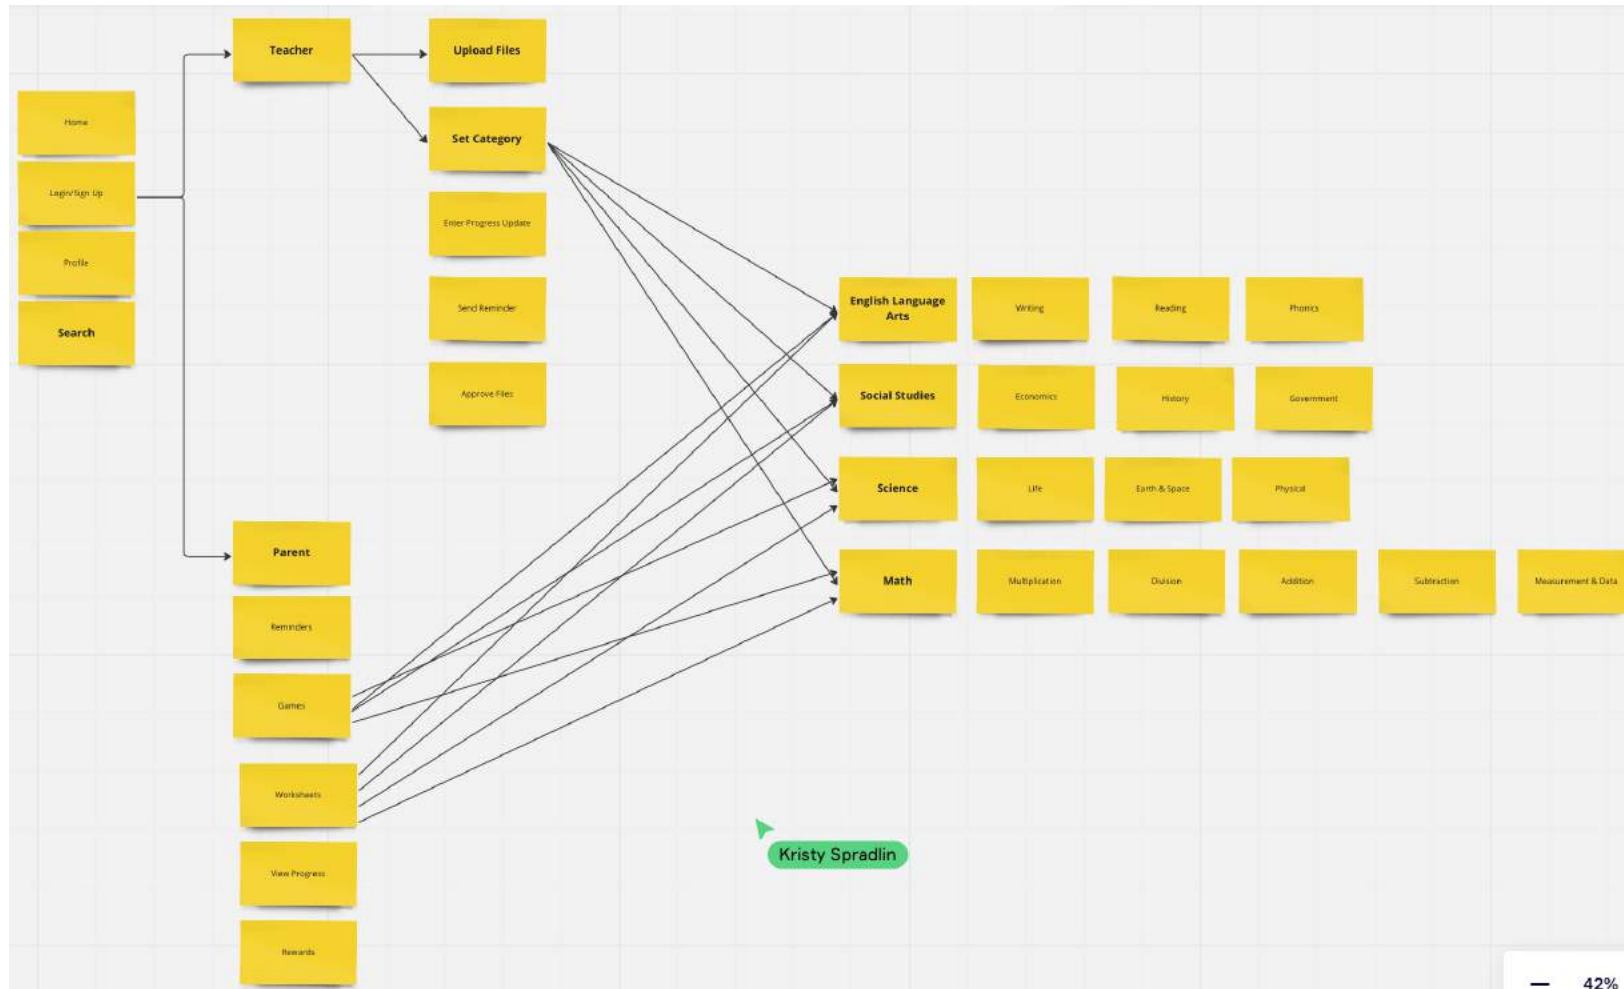 Home
Login/Sign Up
Profile
Search
Teacher
Upload Files
Set Category
Enter Progress Update
Send Reminder
Approve Files
Parent
Reminders
Games
Worksheets
View Progress
Rewards
English Language
Arts
Writing
Reading
Phonics
Social Studies
Economics
History
Government
Science
Life
Earth & Space
Physical
Math
Multiplication
Division
Addition
Subtraction
Measurement & Data
Kristy Spradlin
42%